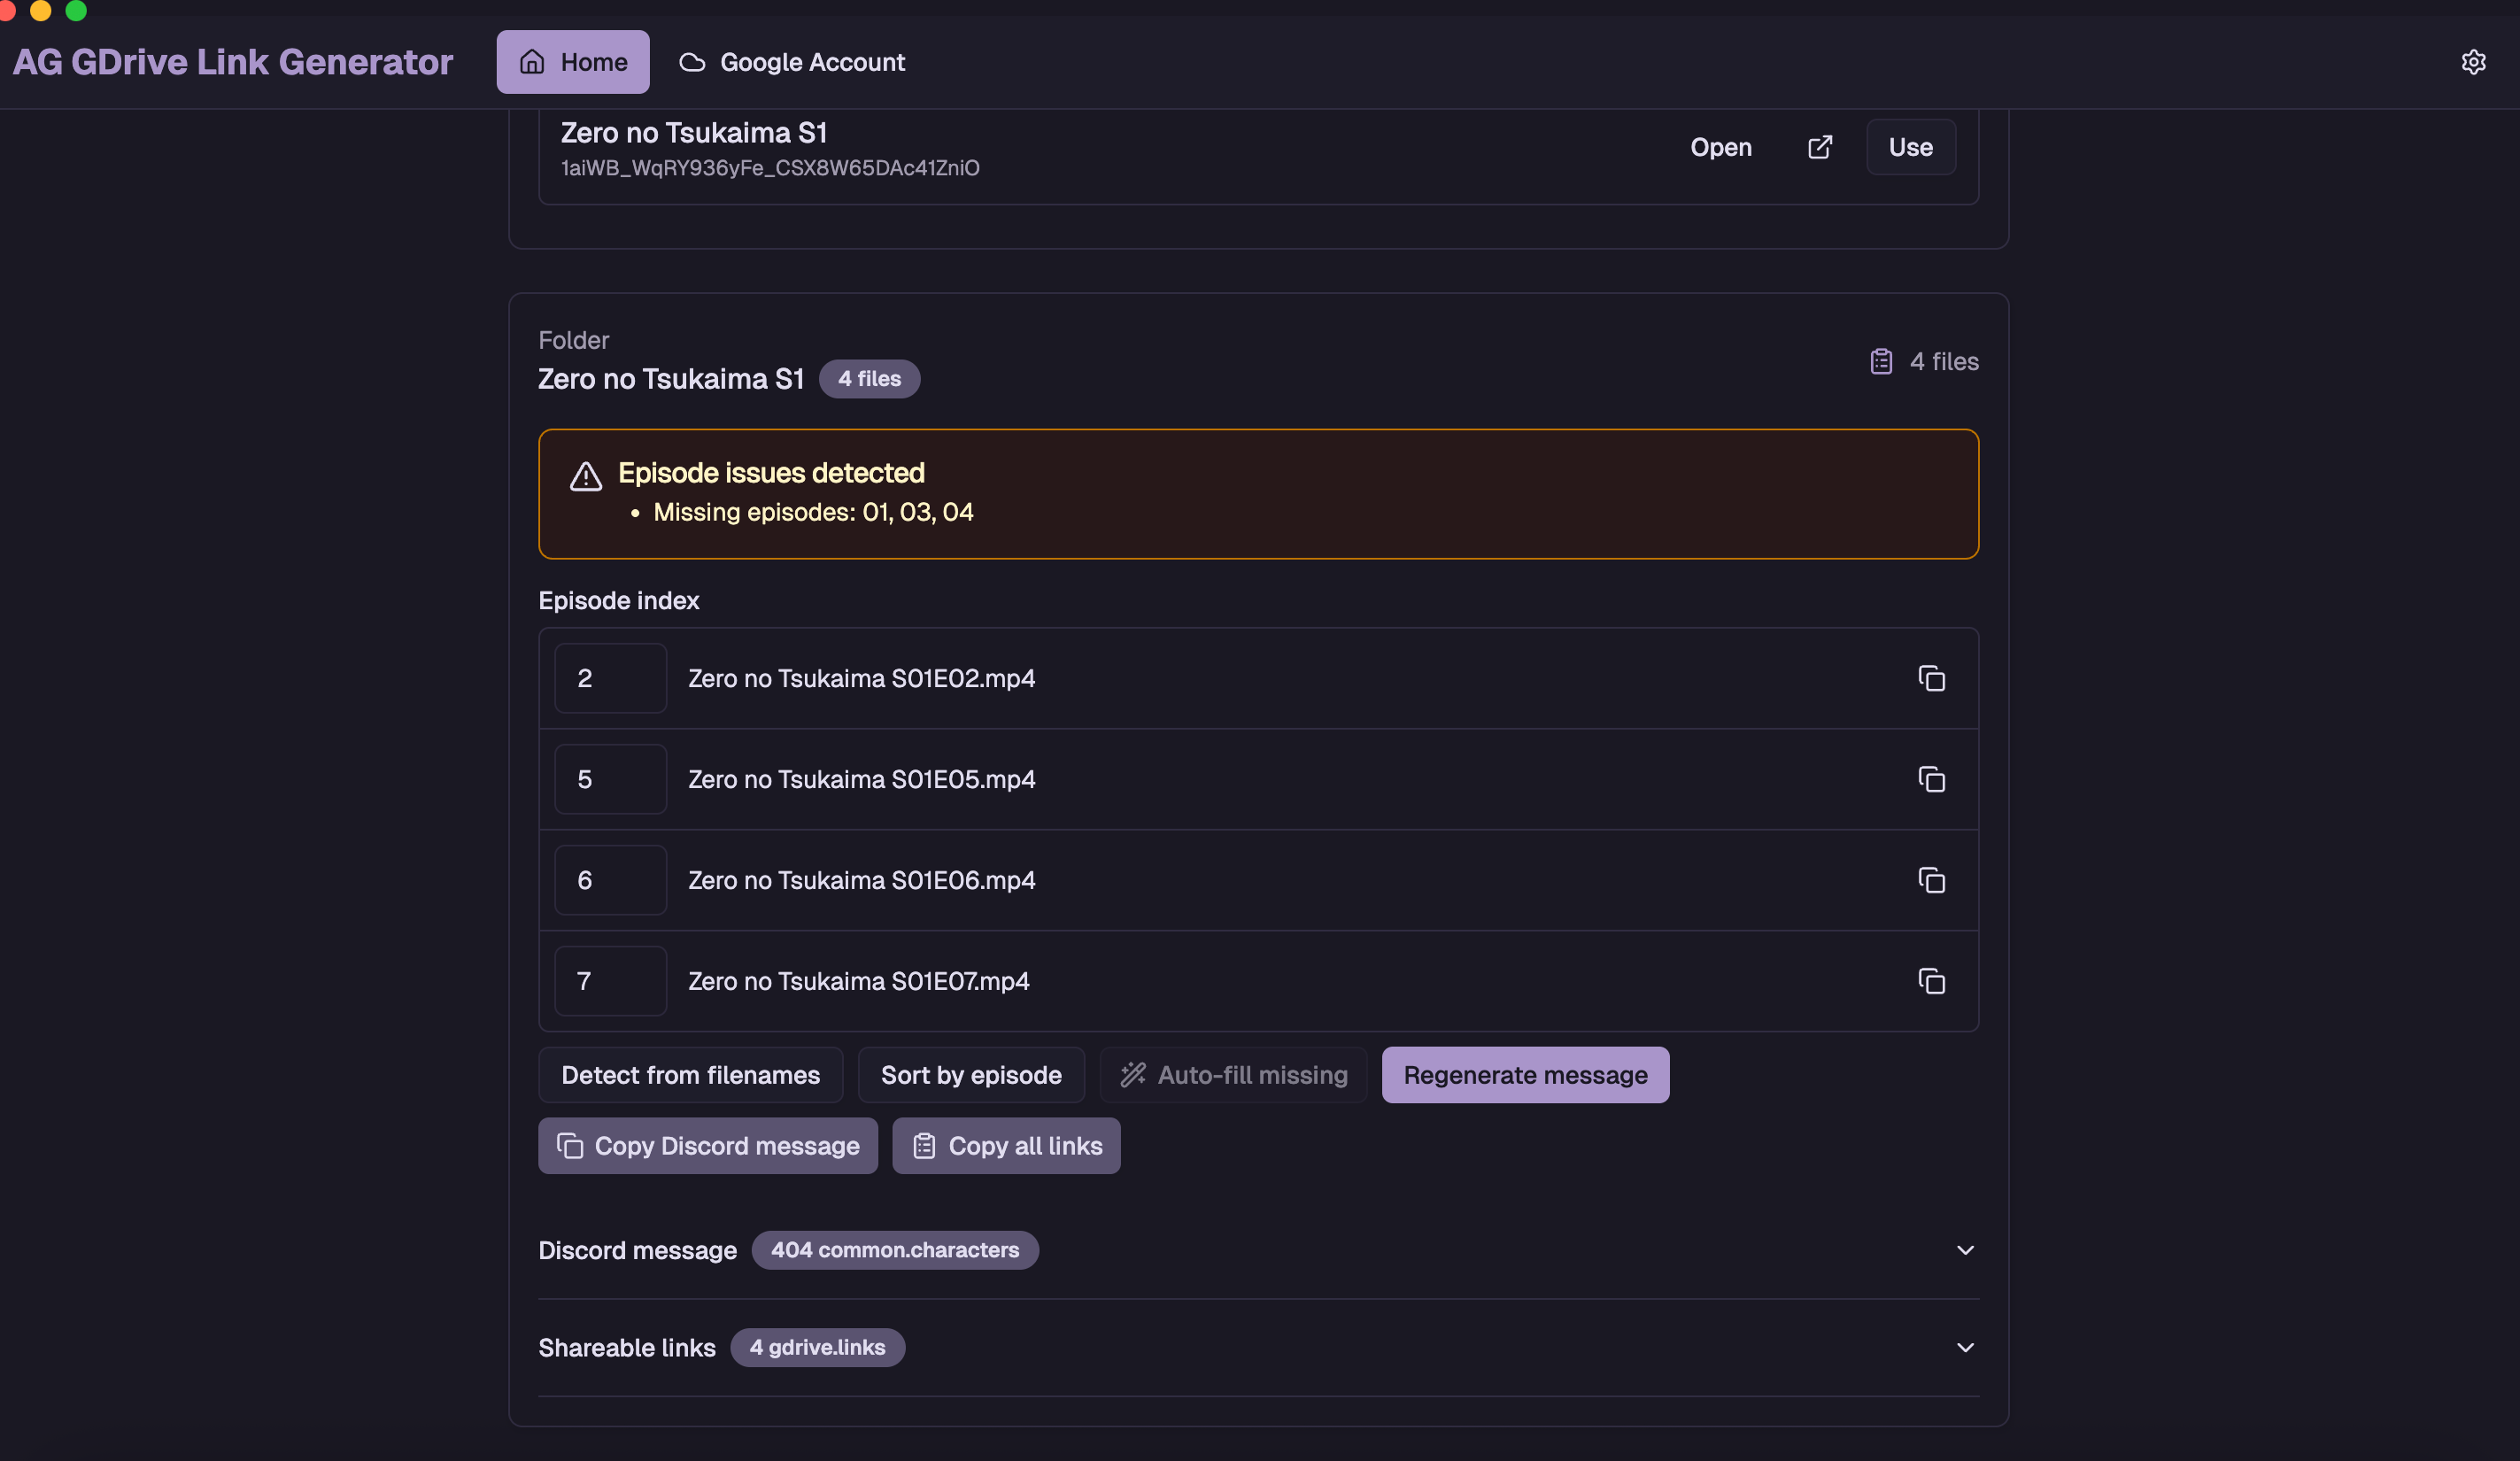 AG GDrive Link Generator
Home
Google Account
Zero no Tsukaima S1
1aiWB_WqRY936yFe_CSX8W65DAc41ZniO
Open
Use
Folder
Zero no Tsukaima S1
4 files
4 files
Episode issues detected
• Missing episodes: 01, 03, 04
Episode index
2
Zero no Tsukaima S01E02.mp4
5
Zero no Tsukaima S01E05.mp4
6
Zero no Tsukaima S01E06.mp4
7
Zero no Tsukaima S01E07.mp4
Detect from filenames
Sort by episode
Auto-fill missing
Regenerate message
Copy Discord message
Copy all links
Discord message
404 common.characters
Shareable links
4 gdrive.links